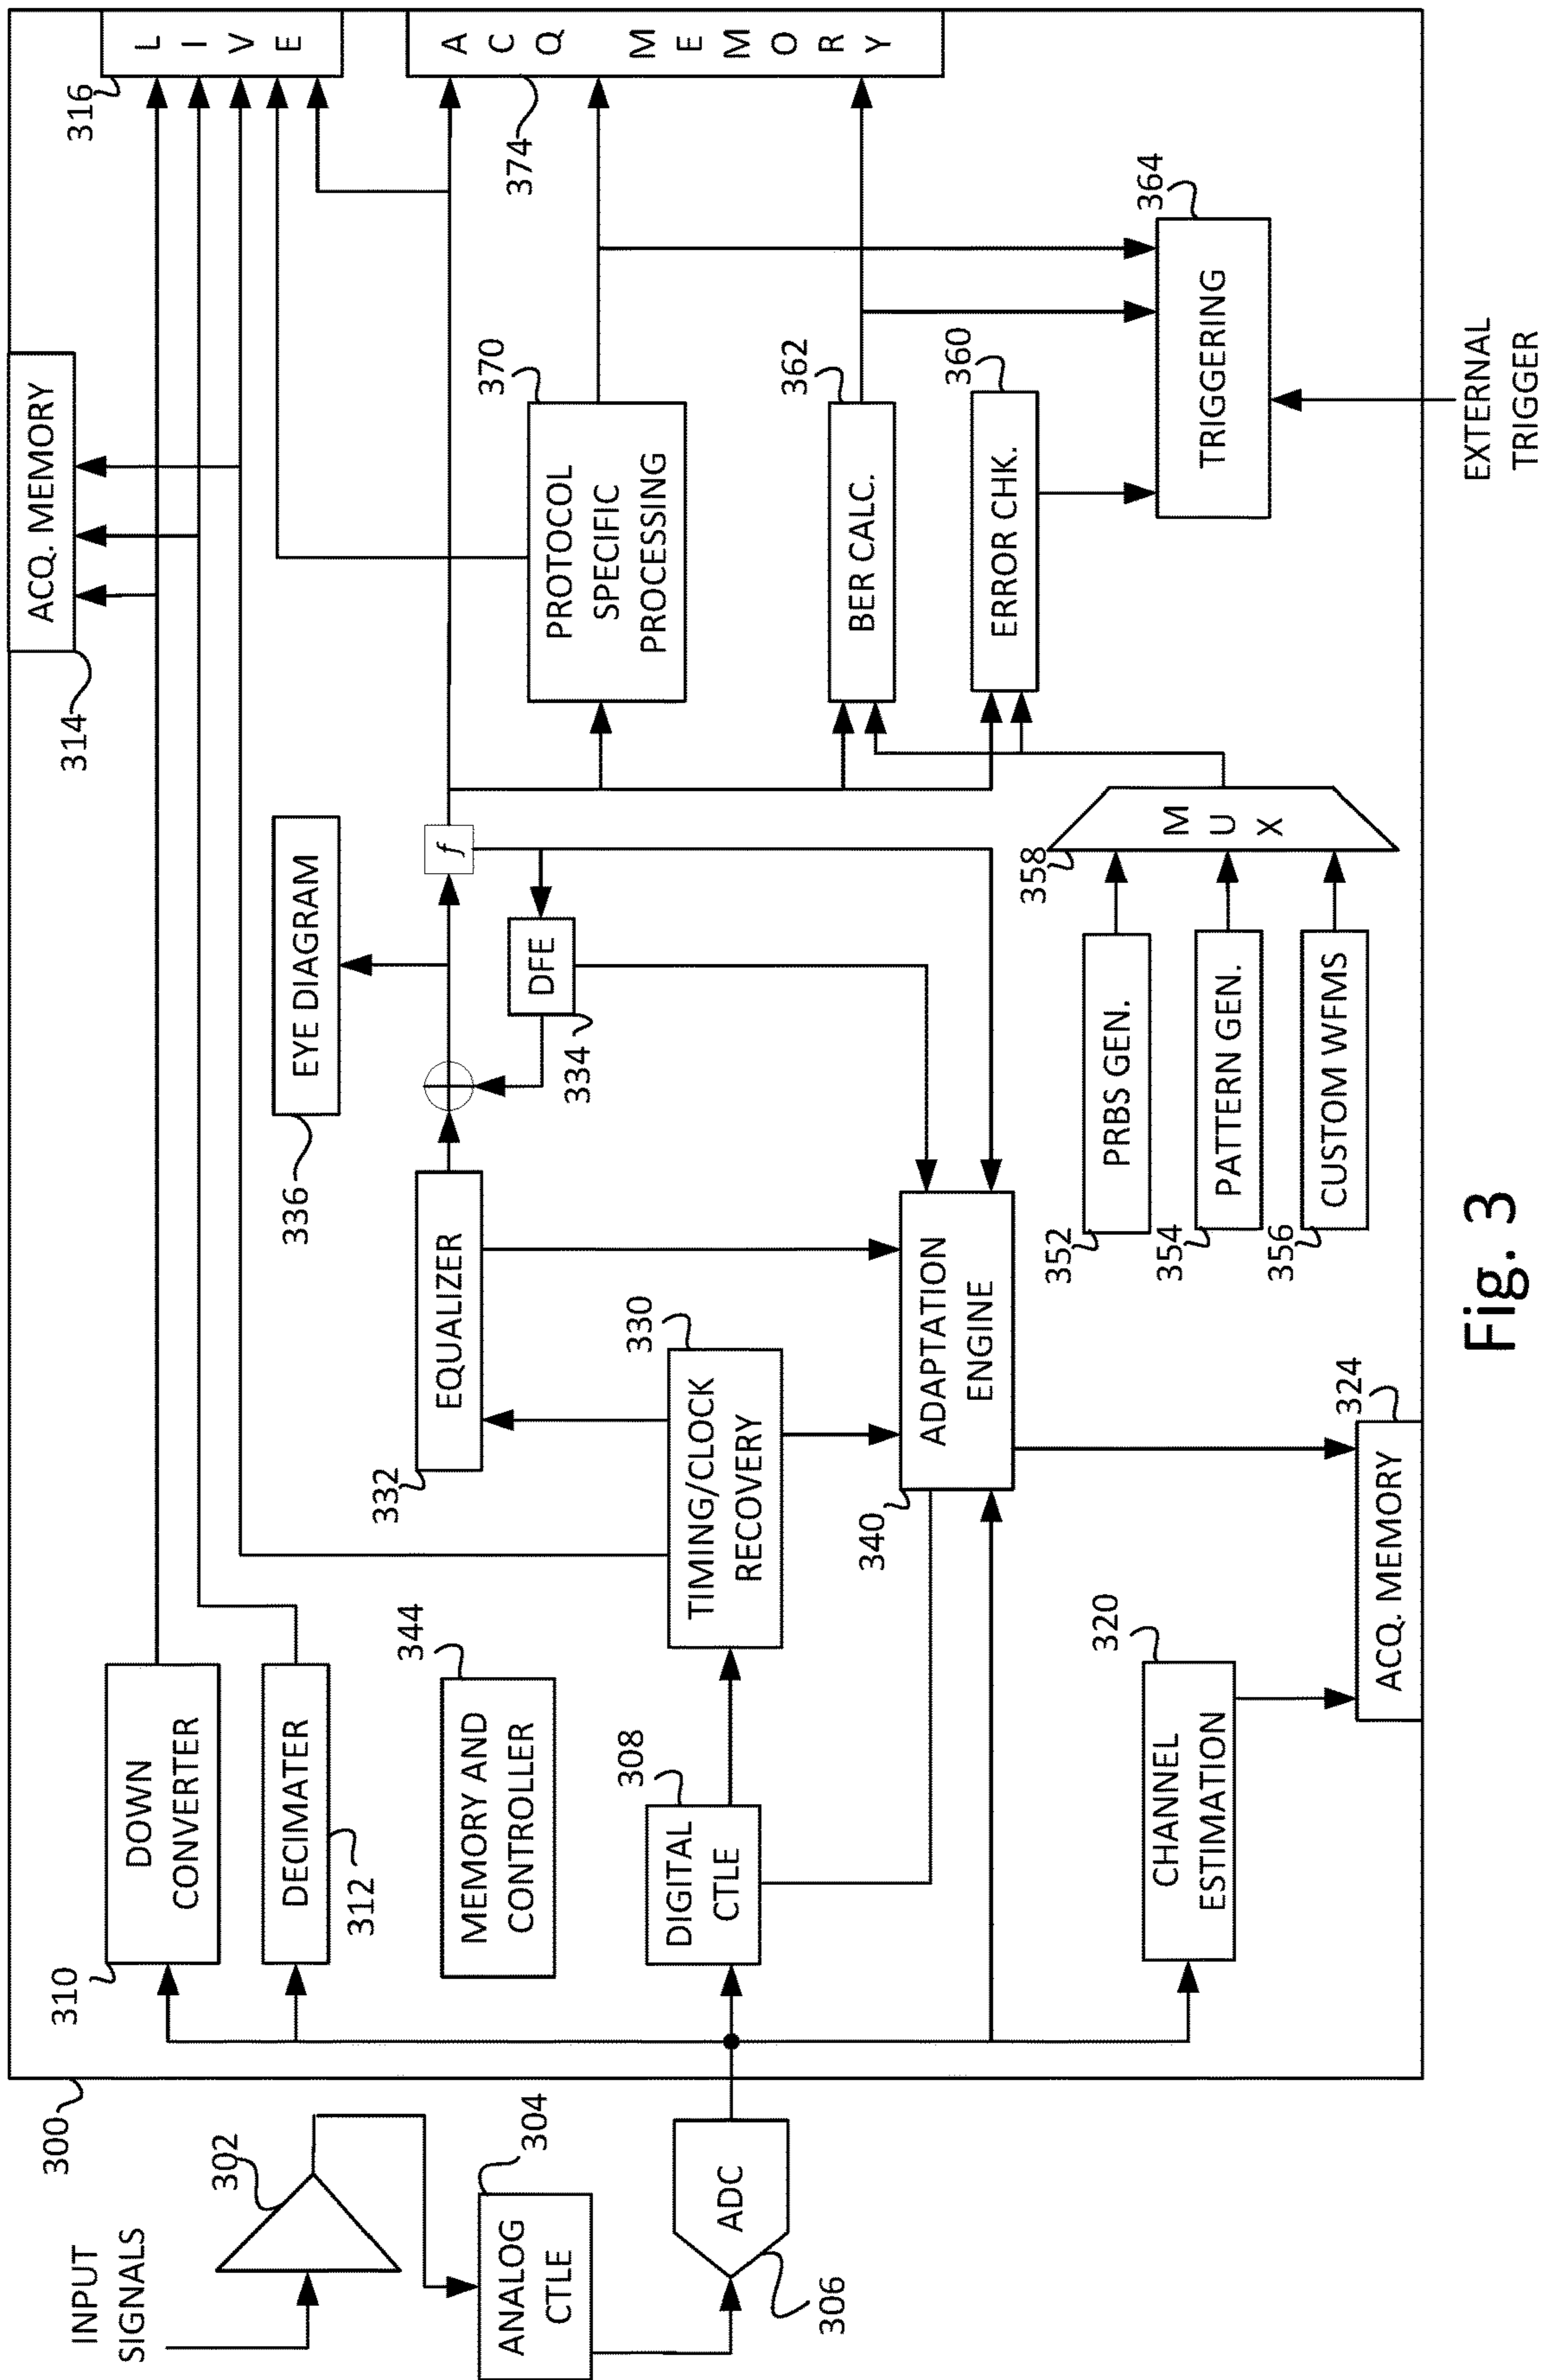 300
INPUT
SIGNALS
302
304
ANALOG
CTLE
ADC
306
310
DOWN
CONVERTER
DECIMATER
312
344
MEMORY AND
CONTROLLER
308
DIGITAL
CTLE
320
CHANNEL
ESTIMATION
324
ACQ. MEMORY
330
TIMING/CLOCK
RECOVERY
332
EQUALIZER
340
ADAPTATION
ENGINE
336
EYE DIAGRAM
DFE
334
f
314
ACQ. MEMORY
316
LIVE
374
ACQ MEMORY
370
PROTOCOL
SPECIFIC
PROCESSING
362
BER CALC.
360
ERROR CHK.
364
TRIGGERING
EXTERNAL
TRIGGER
358
MUX
352
PRBS GEN.
354
PATTERN GEN.
356
CUSTOM WFMS
Fig. 3